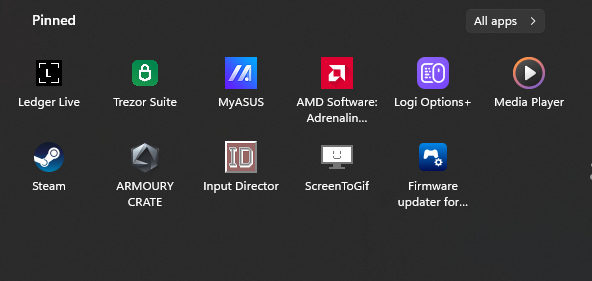 Pinned
All apps
L
Ledger Live
Trezor Suite
MyASUS
AMD Software:
Adrenalin...
Logi Options+
Media Player
Steam
ARMOURY
CRATE
ID
Input Director
ScreenToGif
Firmware
updater for...